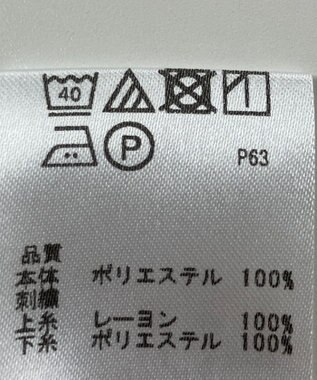 40
P P63
品質
本体 ポリエステル 100%
刺繍
上糸 レーヨン 100%
下糸 ポリエステル 100%